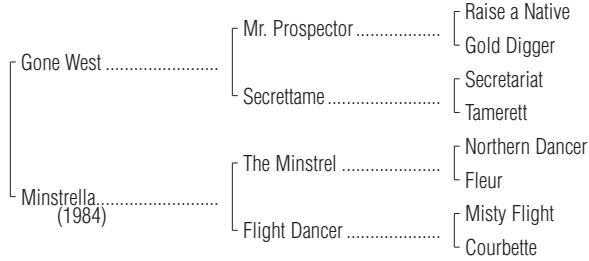 Raise a Native
Mr. Prospector ....................
Gold Digger
Gone West ...........................
Secretariat
Secrettame ...........................
Tamerett
Northern Dancer
The Minstrel .......................
Fleur
Minstrella.............................
(1984)
Misty Flight
Flight Dancer ......................
Courbette